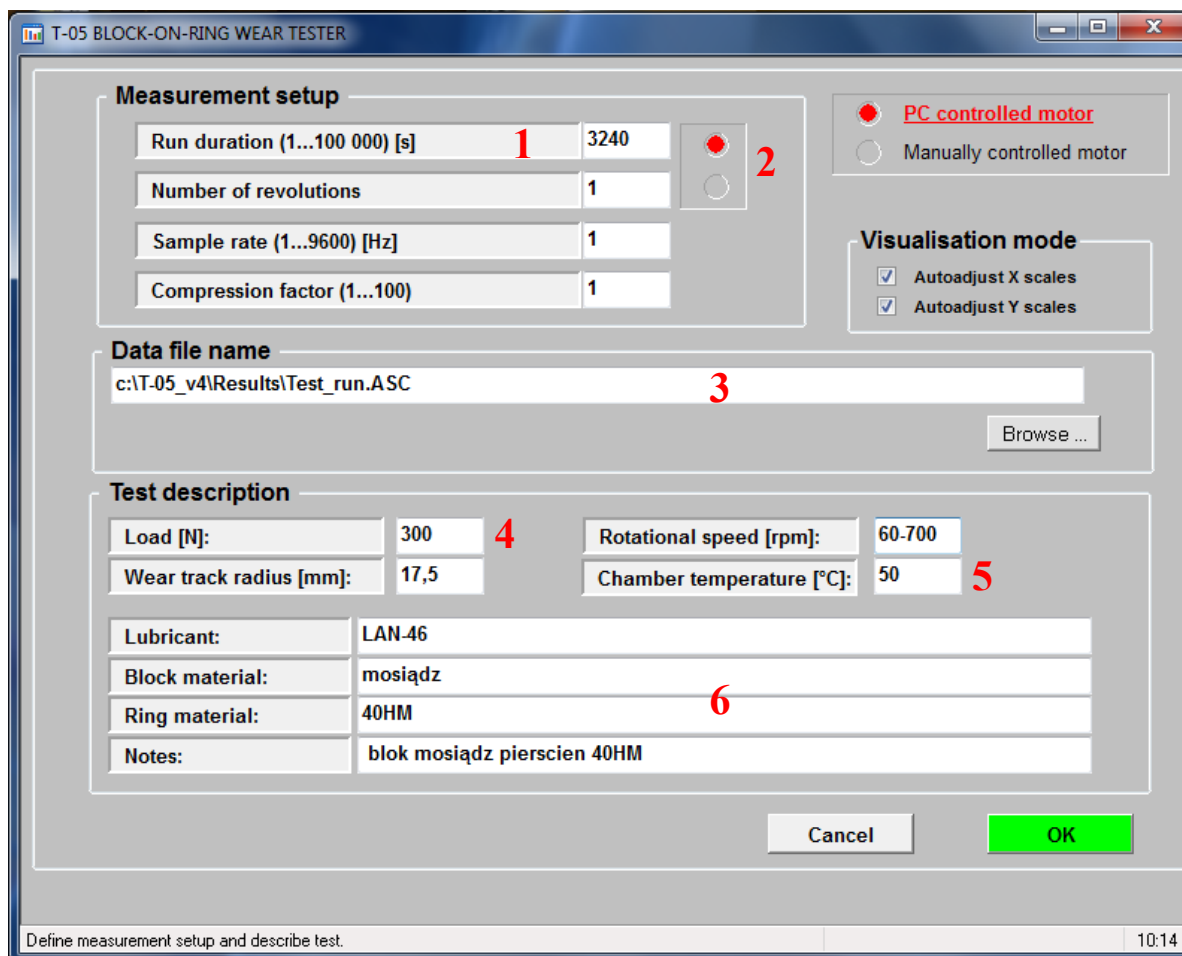 T-05 BLOCK-ON-RING WEAR TESTER
Measurement setup
Run duration (1...100 000) [s] 1 3240 2
Number of revolutions 1
Sample rate (1...9600) [Hz] 1
Compression factor (1...100) 1
PC controlled motor
Manually controlled motor
Visualisation mode
Autoadjust X scales
Autoadjust Y scales
Data file name
c:\T-05_v4\Results\Test_run.ASC 3
Browse ...
Test description
Load [N]: 300 4 Rotational speed [rpm]: 60-700
Wear track radius [mm]: 17,5 Chamber temperature [°C]: 50 5
Lubricant: LAN-46
Block material: mosiądz
Ring material: 40HM 6
Notes: blok mosiądz pierscien 40HM
Cancel OK
Define measurement setup and describe test. 10:14